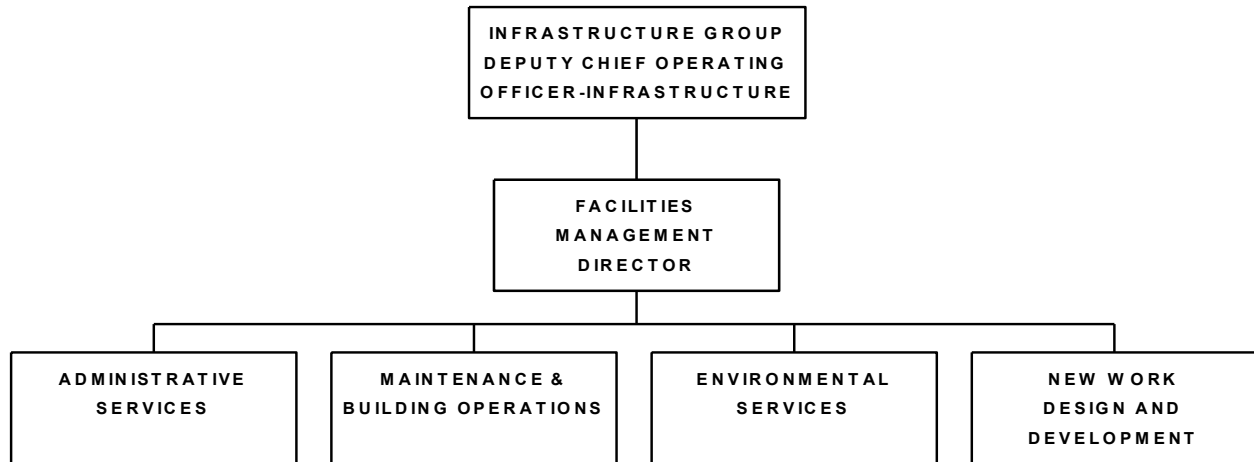 INFRASTRUCTURE GROUP
DEPUTY CHIEF OPERATING
OFFICER-INFRASTRUCTURE
FACILITIES
MANAGEMENT
DIRECTOR
ADMINISTRATIVE
SERVICES
MAINTENANCE &
BUILDING OPERATIONS
ENVIRONMENTAL
SERVICES
NEW WORK
DESIGN AND
DEVELOPMENT